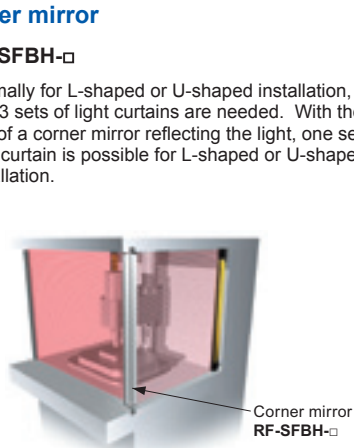 er mirror
SFBH-□
mally for L-shaped or U-shaped installation,
3 sets of light curtains are needed. With the
of a corner mirror reflecting the light, one se
curtain is possible for L-shaped or U-shape
llation.
Corner mirror
RF-SFBH-□